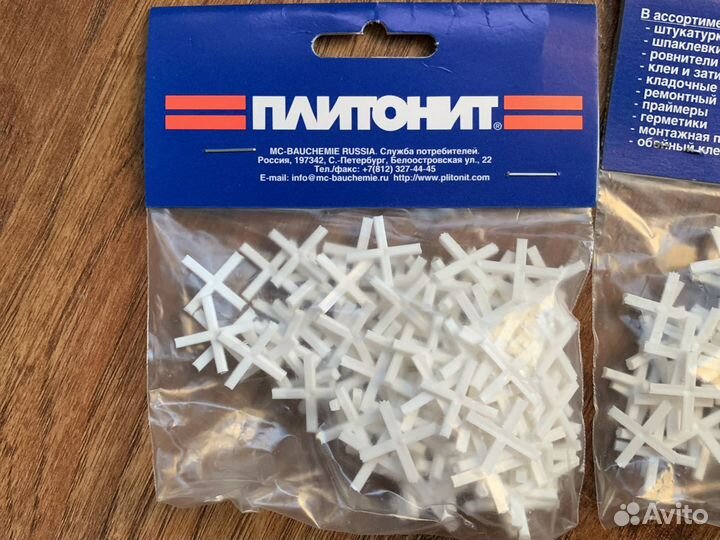 ПЛИТОНИТ®
MC-BAUCHEMIE RUSSIA. Служба потребителей.
Россия, 197342, С.-Петербург, Белоостровская ул., 22
Тел./факс: +7(812) 327-44-45
E-mail: info@mc-bauchemie.ru http://www.plitonit.com
В ассортиме
- штукатурк
- шпаклевки
- ровнители
- клеи и зати
- кладочные
- ремонтный
- праймеры
- герметики
- монтажная п
- обойный кле
Avito